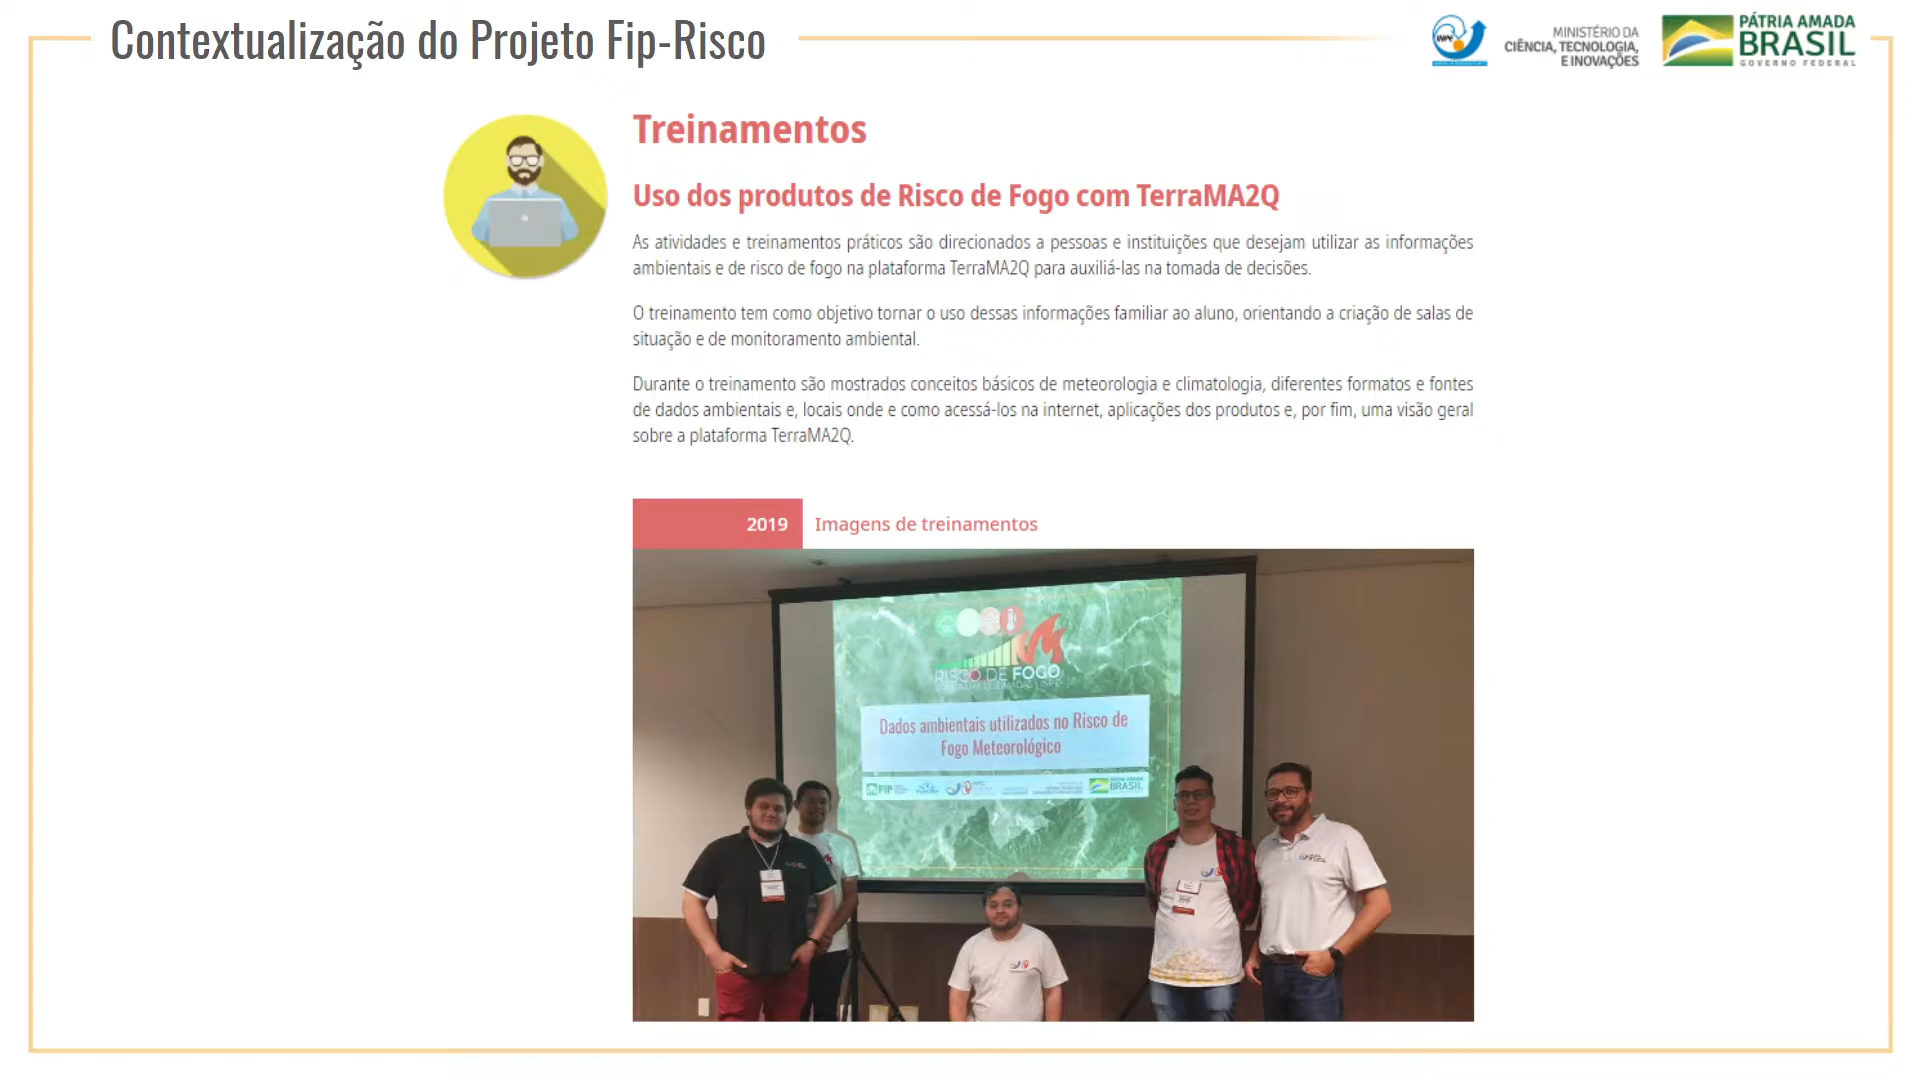 Contextualização do Projeto Fip-Risco
INPE
MINISTÉRIO DA
CIÊNCIA, TECNOLOGIA,
E INOVAÇÕES
PÁTRIA AMADA
BRASIL
GOVERNO FEDERAL
Treinamentos
Uso dos produtos de Risco de Fogo com TerraMA2Q
As atividades e treinamentos práticos são direcionados a pessoas e instituições que desejam utilizar as informações
ambientais e de risco de fogo na plataforma TerraMA2Q para auxiliá-las na tomada de decisões.
O treinamento tem como objetivo tornar o uso dessas informações familiar ao aluno, orientando a criação de salas de
situação e de monitoramento ambiental.
Durante o treinamento são mostrados conceitos básicos de meteorologia e climatologia, diferentes formatos e fontes
de dados ambientais e, locais onde e como acessá-los na internet, aplicações dos produtos e, por fim, uma visão geral
sobre a plataforma TerraMA2Q.
2019 Imagens de treinamentos
RISCO DE FOGO
Dados ambientais utilizados no Risco de
Fogo Meteorológico
FIP
PÁTRIA AMADA
BRASIL